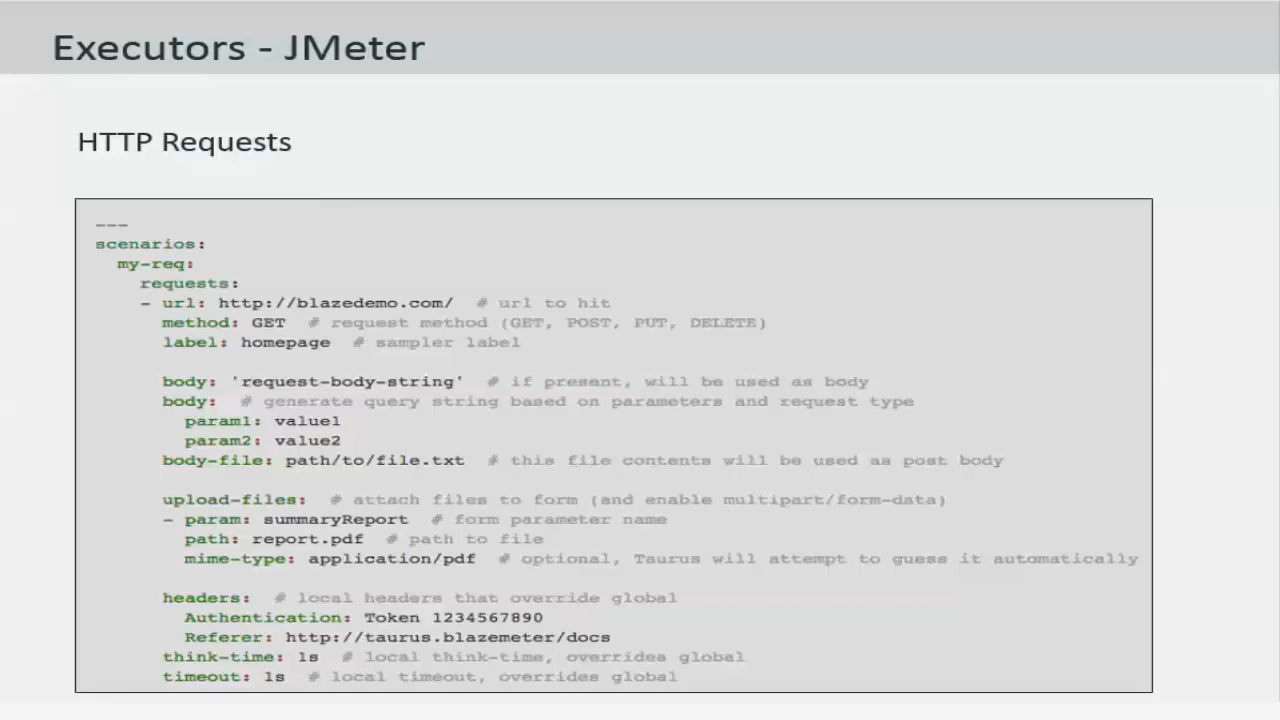 Executors - JMeter
HTTP Requests
---
scenarios:
my-req:
requests:
- url: http://blazedemo.com/  # url to hit
method: GET  # request method (GET, POST, PUT, DELETE)
label: homepage  # sampler label
body: 'request-body-string'  # if present, will be used as body
body:  # generate query string based on parameters and request type
param1: value1
param2: value2
body-file: path/to/file.txt  # this file contents will be used as post body
upload-files:  # attach files to form (and enable multipart/form-data)
- param: summaryReport  # form parameter name
path: report.pdf  # path to file
mime-type: application/pdf  # optional, Taurus will attempt to guess it automatically
headers:  # local headers that override global
Authentication: Token 1234567890
Referer: http://taurus.blazemeter/docs
think-time: 1s  # local think-time, overrides global
timeout: 1s  # local timeout, overrides global